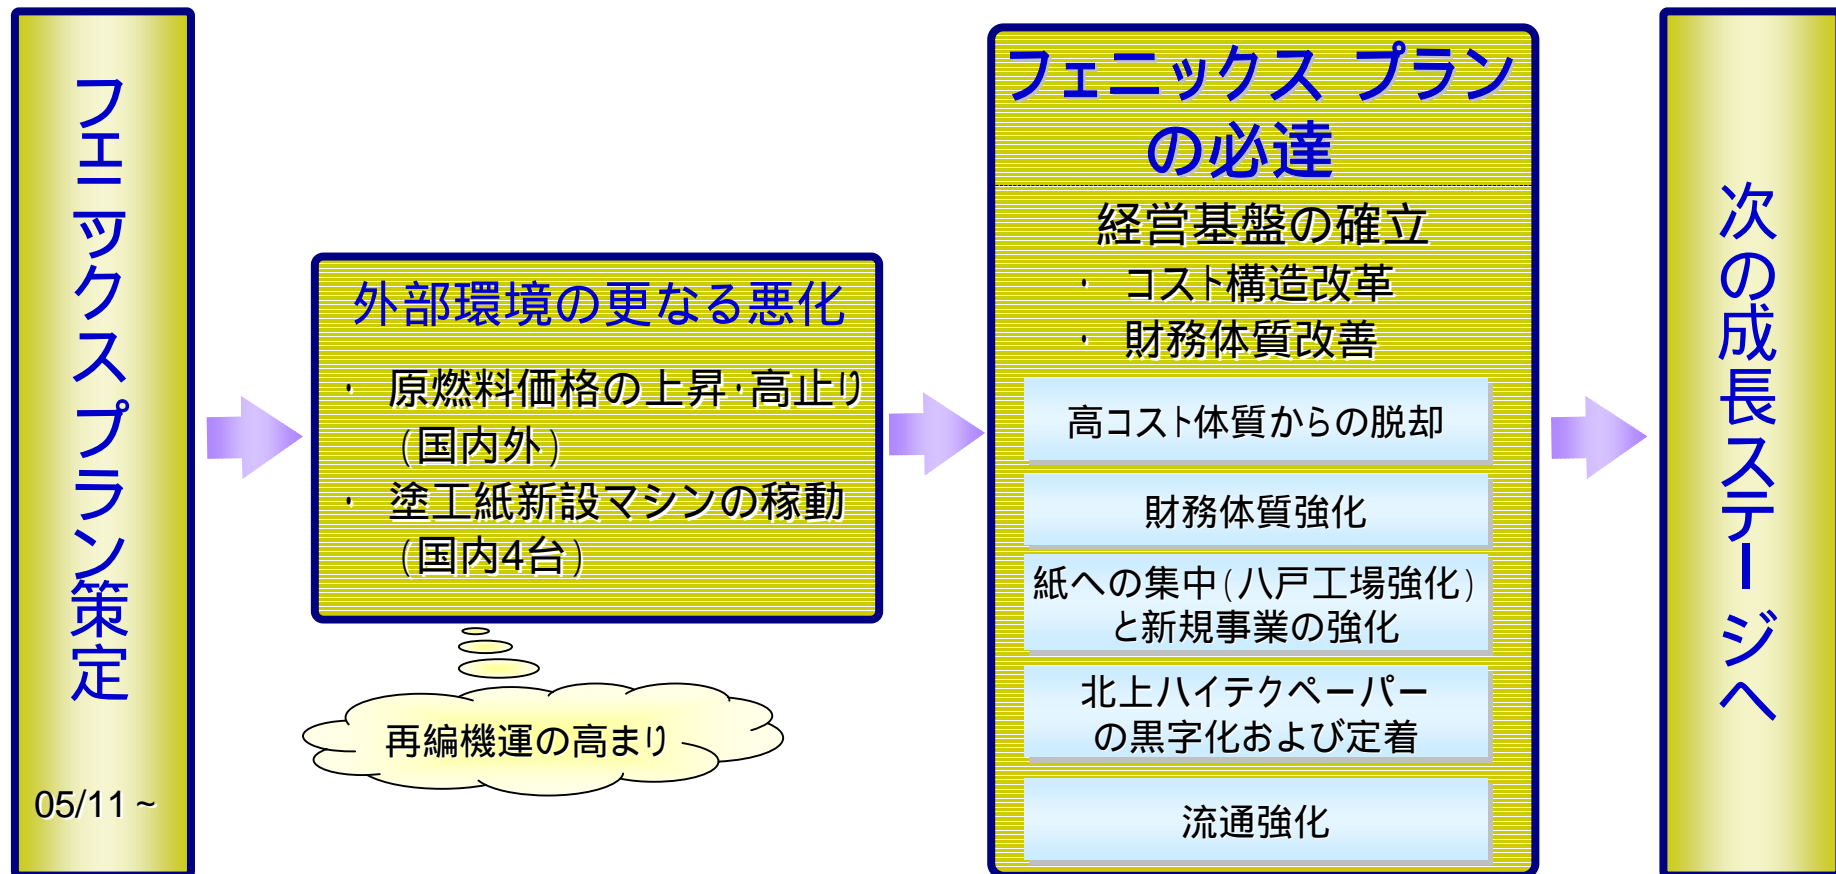 フェニックスプラン策定
05/11 ~
外部環境の更なる悪化
・ 原燃料価格の上昇・高止り
(国内外)
・ 塗工紙新設マシンの稼動
(国内4台)
再編機運の高まり
フェニックス プラン
の必達
経営基盤の確立
・ コスト構造改革
・ 財務体質改善
高コスト体質からの脱却
財務体質強化
紙への集中(八戸工場強化)
と新規事業の強化
北上ハイテクペーパー
の黒字化および定着
流通強化
次の成長ステージへ